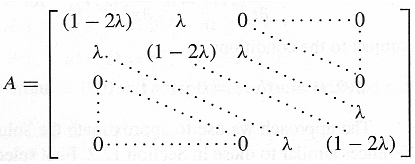 (1 − 2λ) λ 0 ⋯ 0
λ (1 − 2λ) λ
A = 0 0
λ
0 ⋯ 0 λ (1 − 2λ)